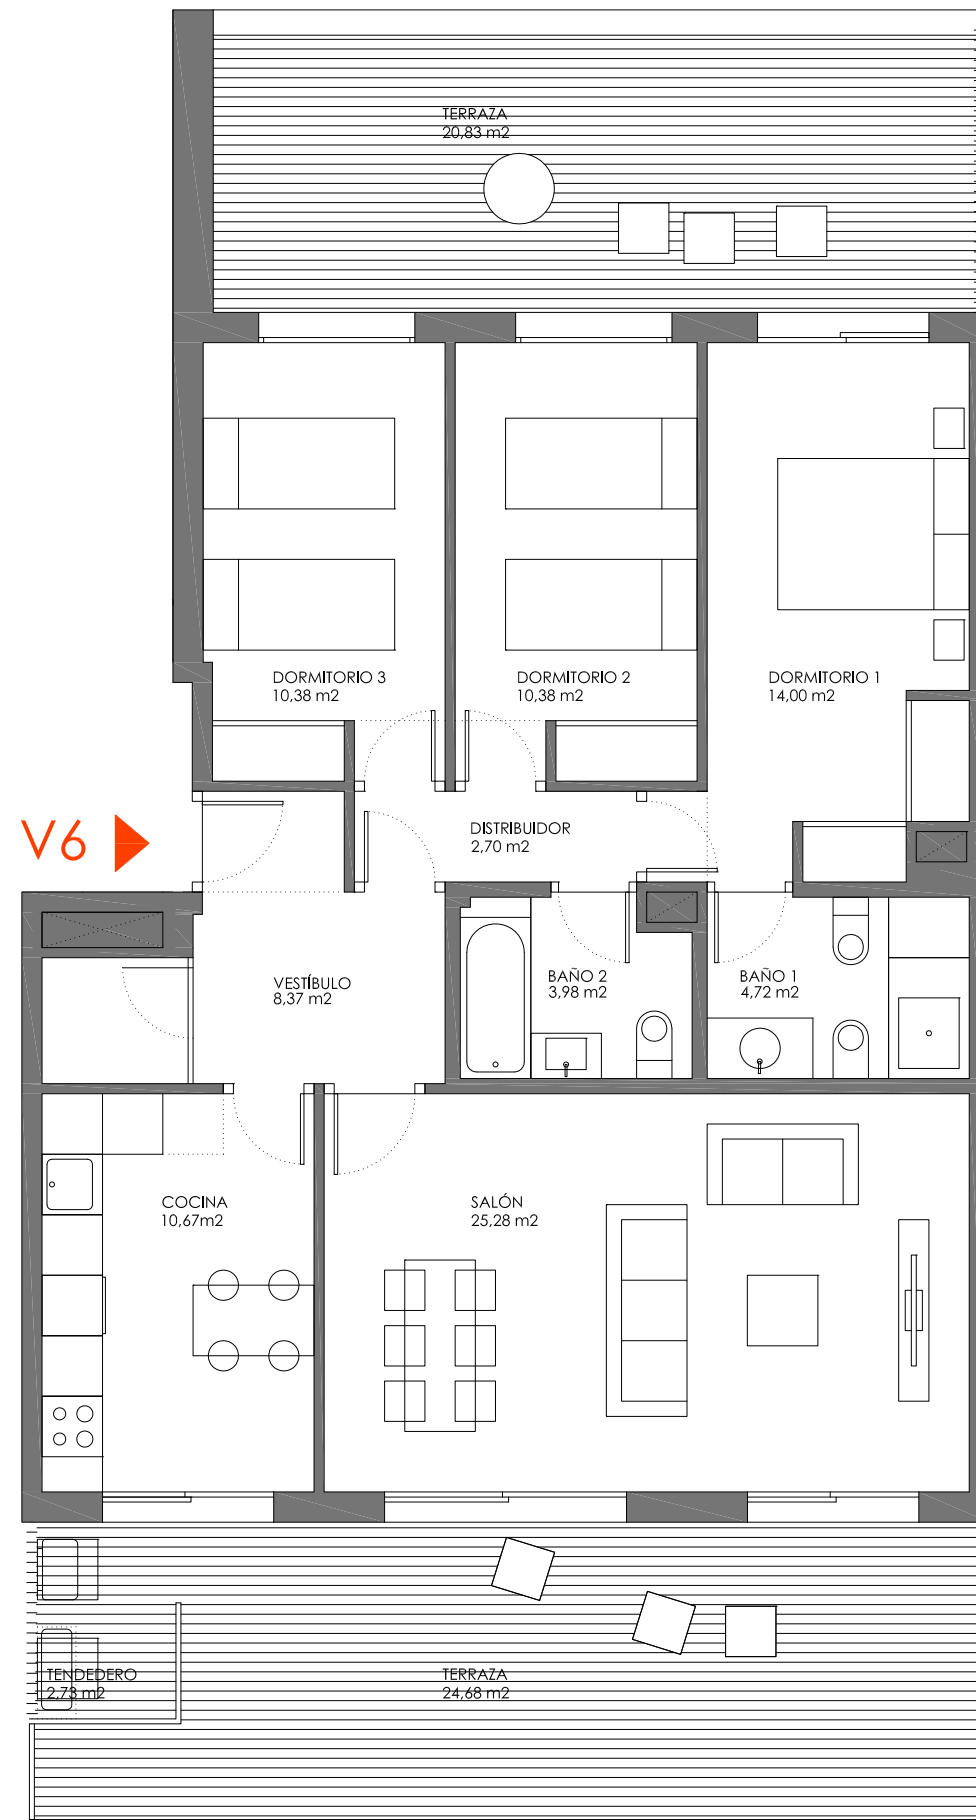 TERRAZA
20,83 m2
DORMITORIO 3
10,38 m2
DORMITORIO 2
10,38 m2
DORMITORIO 1
14,00 m2
V6
DISTRIBUIDOR
2,70 m2
VESTÍBULO
8,37 m2
BAÑO 2
3,98 m2
BAÑO 1
4,72 m2
COCINA
10,67m2
SALÓN
25,28 m2
TENDEDERO
2,73 m2
TERRAZA
24,68 m2